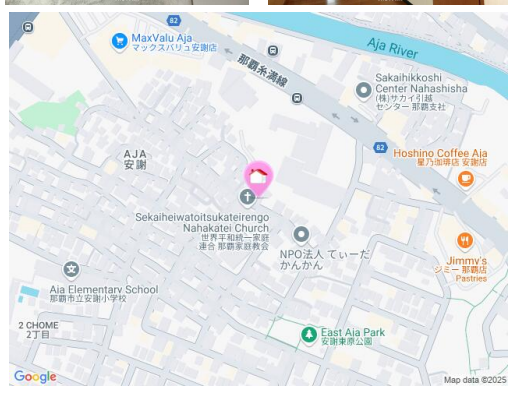 82
MaxValu Aja
マックスバリュ安謝店
那覇糸満線
Aja River
Sakaihikkoshi
Center Nahashisha
(株)サカイ引越
センター 那覇支社
82
Hoshino Coffee Aja
星乃珈琲店 安謝店
AJA
安謝
Sekaiheiwatoitsukateirengo
Nahakatei Church
世界平和統一家庭
連合 那覇家庭教会
NPO法人 てぃーだ
かんかん
Jimmy's
ジミー 那覇店
Pastries
Aja Elementary School
那覇市立安謝小学校
2 CHOME
2丁目
East Aja Park
安謝東原公園
Google
Map data ©2025